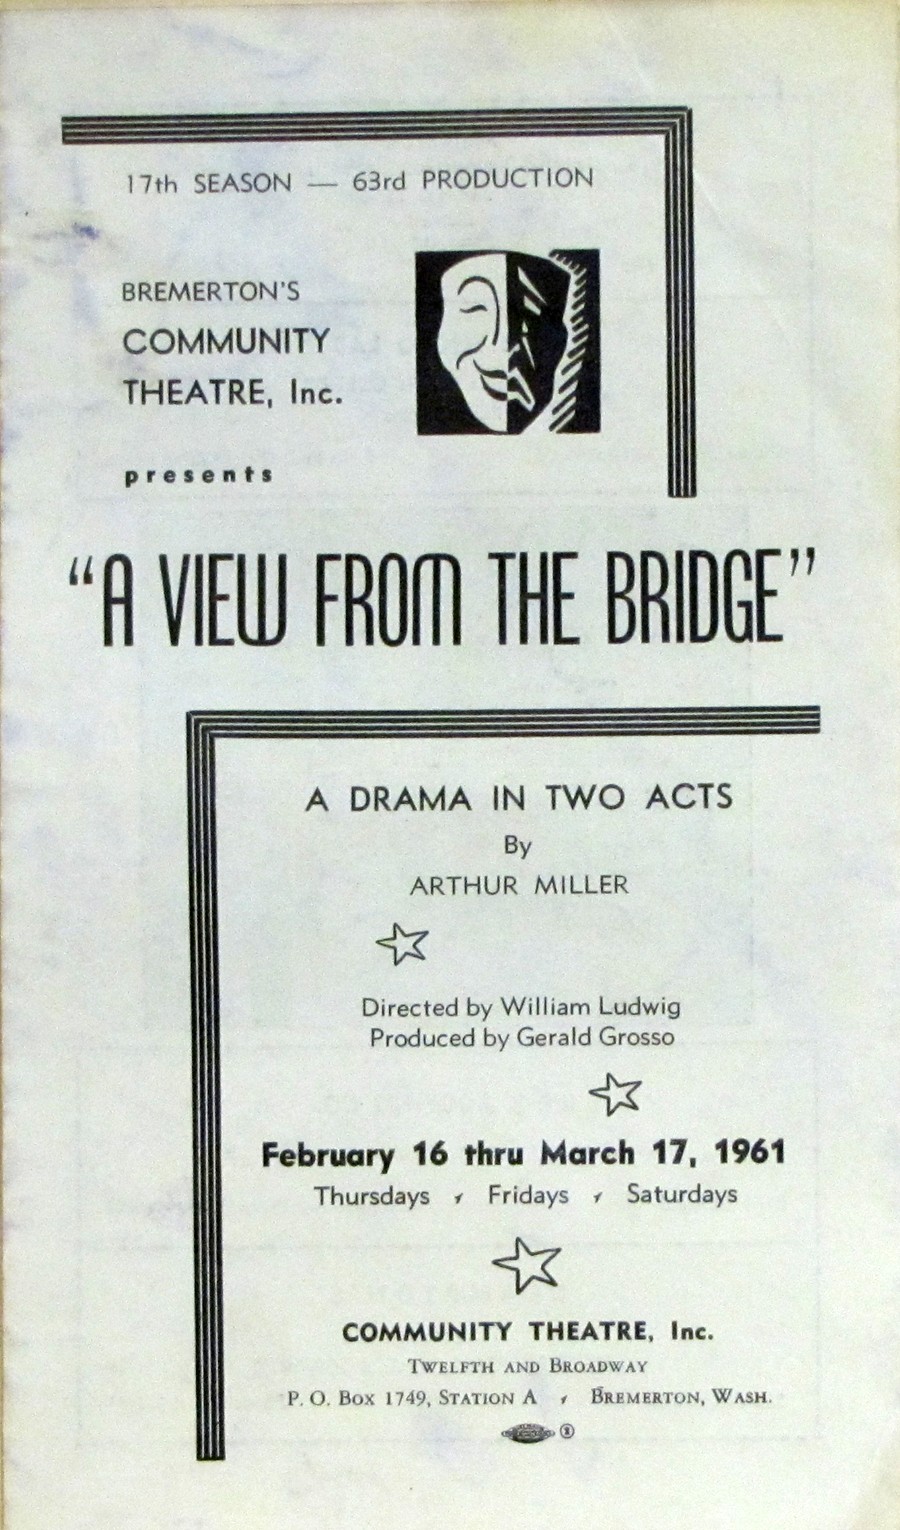 17th SEASON — 63rd PRODUCTION
BREMERTON'S
COMMUNITY
THEATRE, Inc.
presents
“A VIEW FROM THE BRIDGE”
A DRAMA IN TWO ACTS
By
ARTHUR MILLER
Directed by William Ludwig
Produced by Gerald Grosso
February 16 thru March 17, 1961
Thursdays , Fridays , Saturdays
COMMUNITY THEATRE, Inc.
TWELFTH AND BROADWAY
P. O. BOX 1749, STATION A , BREMERTON, WASH.